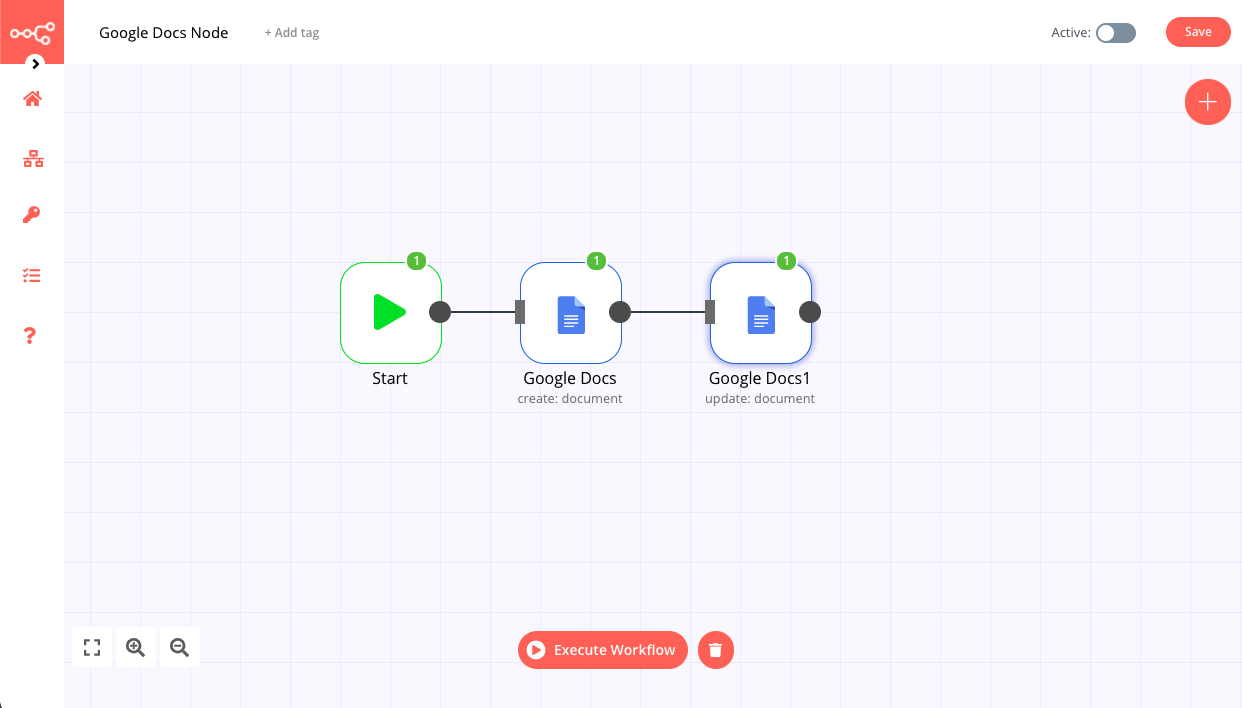 Google Docs Node
+ Add tag
Active:
Save
1
1
1
Start
Google Docs
create: document
Google Docs1
update: document
Execute Workflow